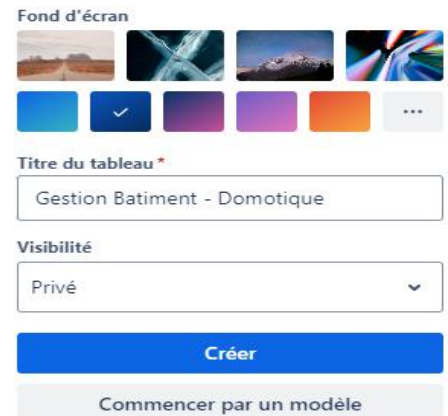 Fond d'écran
...
Titre du tableau *
Gestion Batiment - Domotique
Visibilité
Privé
Créer
Commencer par un modèle